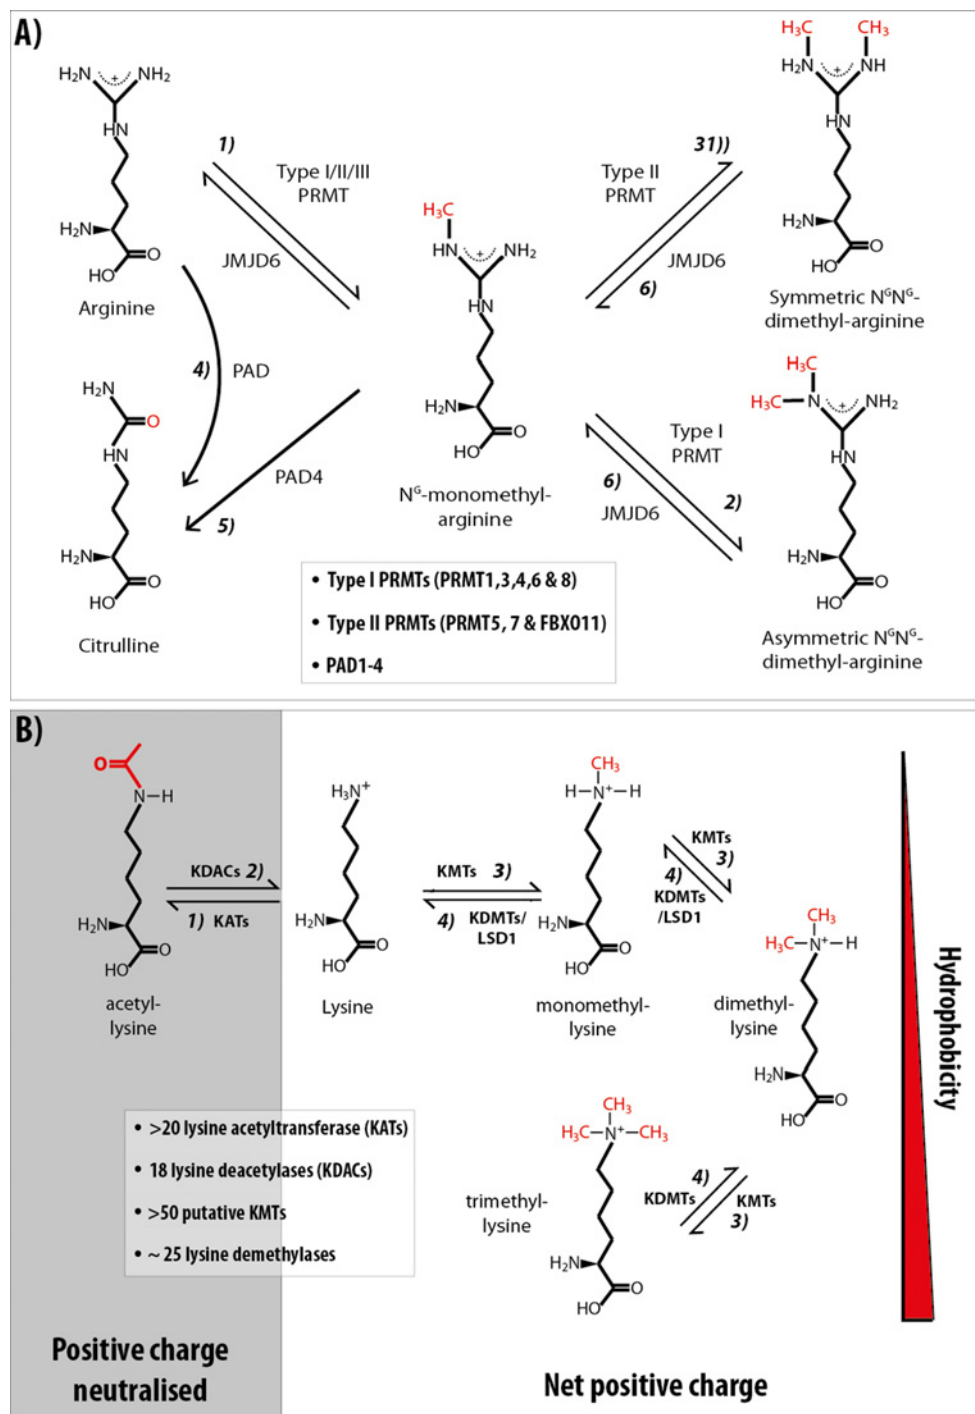 A)
H₂N
+
NH₂
HN
H₂N
O
HO
Arginine
1)
Type I/II/III
PRMT
JMJD6
H₃C
HN
+
NH₂
HN
H₂N
O
HO
Nᴳ-monomethyl-
arginine
31))
Type II
PRMT
JMJD6
6)
H₃C
CH₃
H₂N
+
NH
HN
H₂N
O
HO
Symmetric NᴳNᴳ-
dimethyl-arginine
4)
PAD
H₂N
O
HN
H₂N
O
HO
Citrulline
PAD4
5)
Type I
PRMT
6)
JMJD6
2)
H₃C
H₃C
N
+
NH₂
HN
H₂N
O
HO
Asymmetric NᴳNᴳ-
dimethyl-arginine
• Type I PRMTs (PRMT1,3,4,6 & 8)
• Type II PRMTs (PRMT5, 7 & FBXO11)
• PAD1-4
B)
O
N–H
H₂N
O
HO
acetyl-
lysine
KDACs 2)
1) KATs
H₃N⁺
H₂N
O
HO
Lysine
KMTs 3)
4) KDMTs/
LSD1
CH₃
H–N⁺–H
H₂N
O
HO
monomethyl-
lysine
KMTs
3)
4)
KDMTs
/LSD1
CH₃
H₃C–N⁺–H
H₂N
O
HO
dimethyl-
lysine
Hydrophobicity
• >20 lysine acetyltransferase (KATs)
• 18 lysine deacetylases (KDACs)
• >50 putative KMTs
• ~ 25 lysine demethylases
CH₃
H₃C–N⁺–CH₃
H₂N
O
HO
trimethyl-
lysine
4)
KDMTs
KMTs
3)
Positive charge
neutralised
Net positive charge